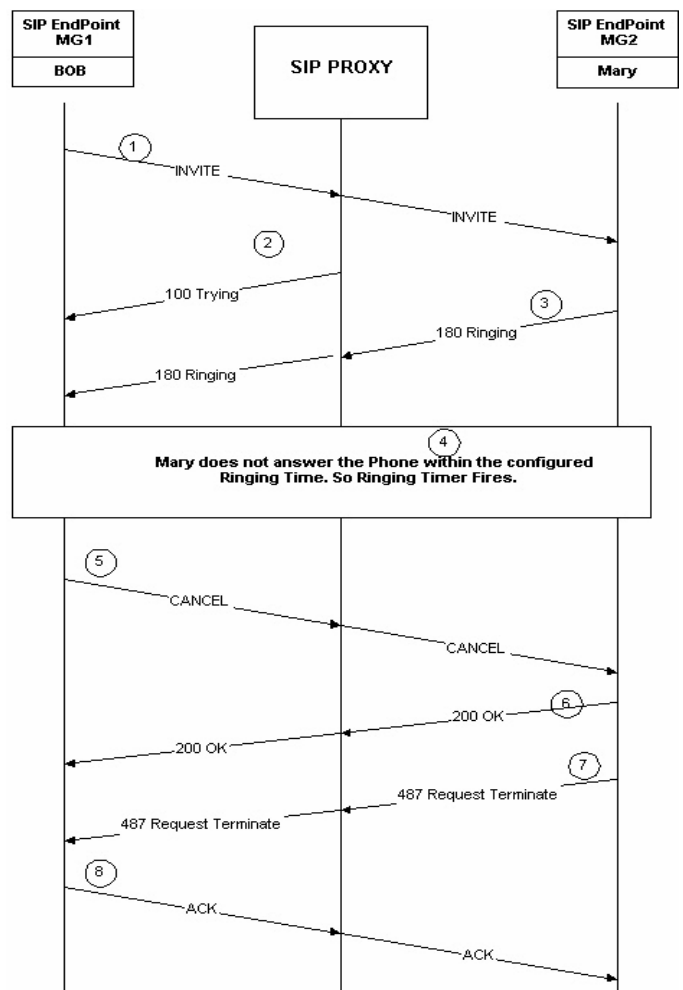 SIP EndPoint
MG1
BOB
SIP PROXY
SIP EndPoint
MG2
Mary
1
INVITE
INVITE
2
100 Trying
3
180 Ringing
180 Ringing
4
Mary does not answer the Phone within the configured
Ringing Time. So Ringing Timer Fires.
5
CANCEL
CANCEL
6
200 OK
200 OK
7
487 Request Terminate
487 Request Terminate
8
ACK
ACK